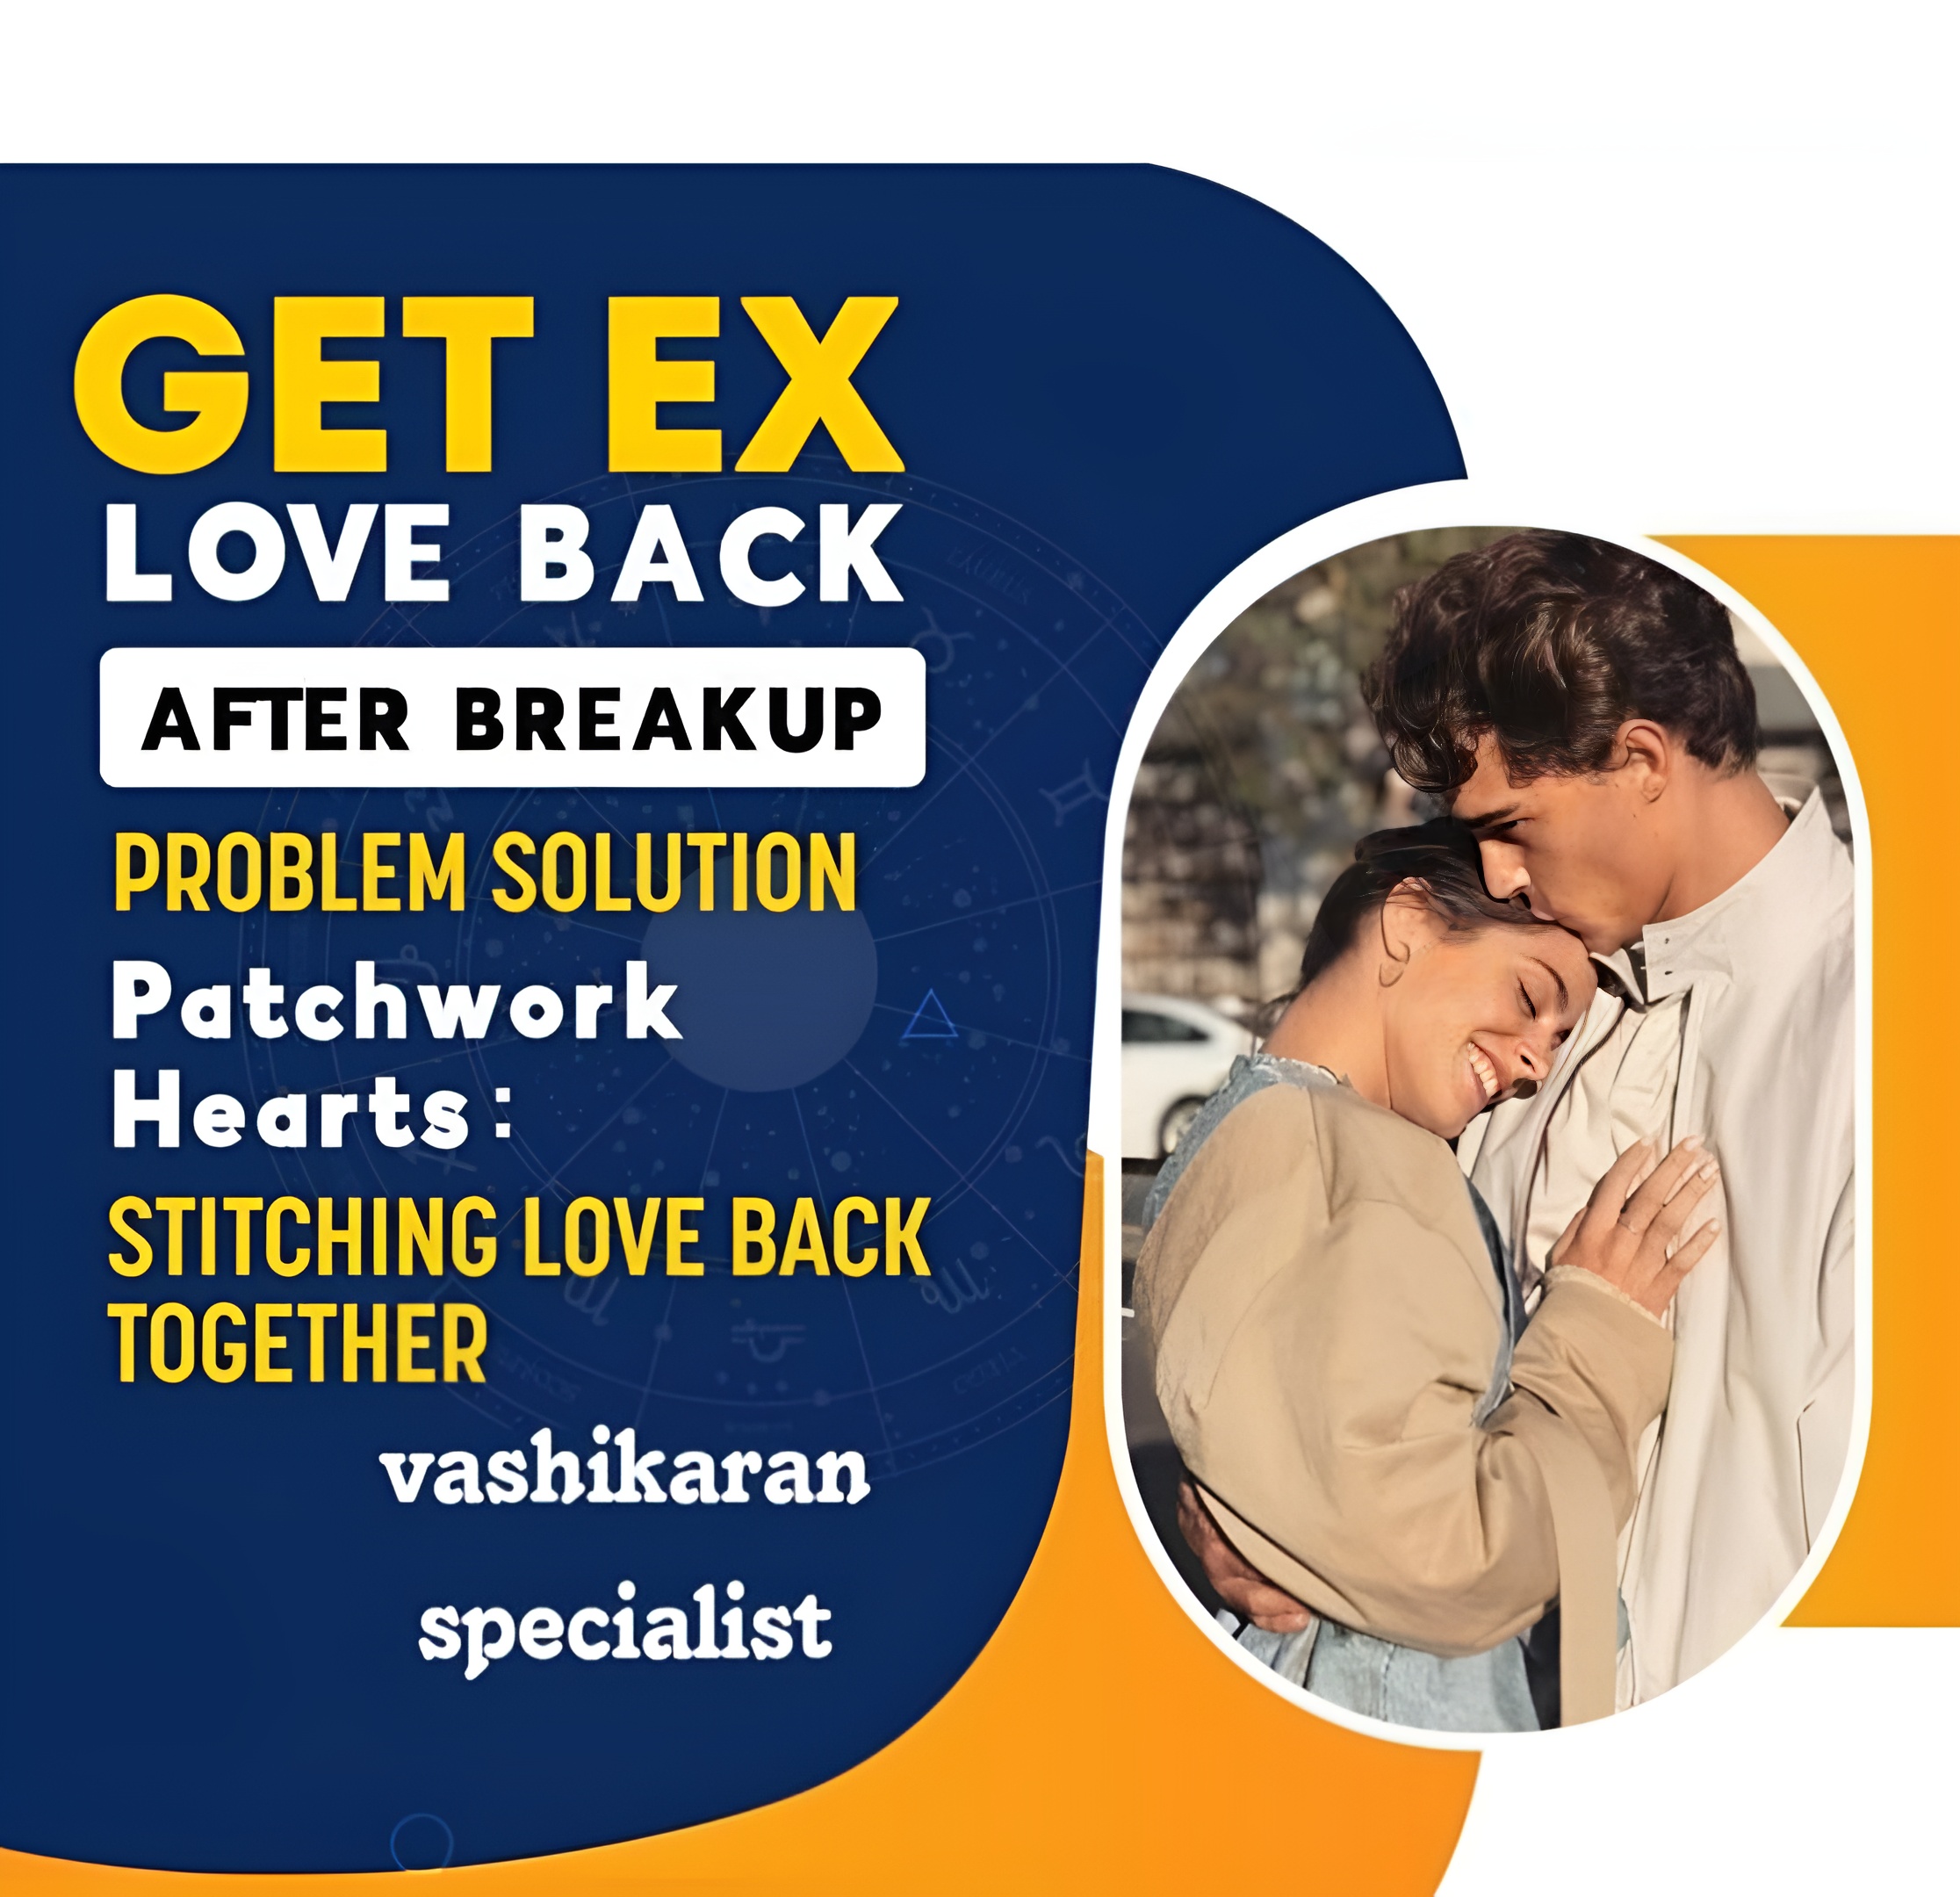 GET EX
LOVE BACK
AFTER BREAKUP
PROBLEM SOLUTION
Patchwork
Hearts:
STITCHING LOVE BACK
TOGETHER
vashikaran
specialist